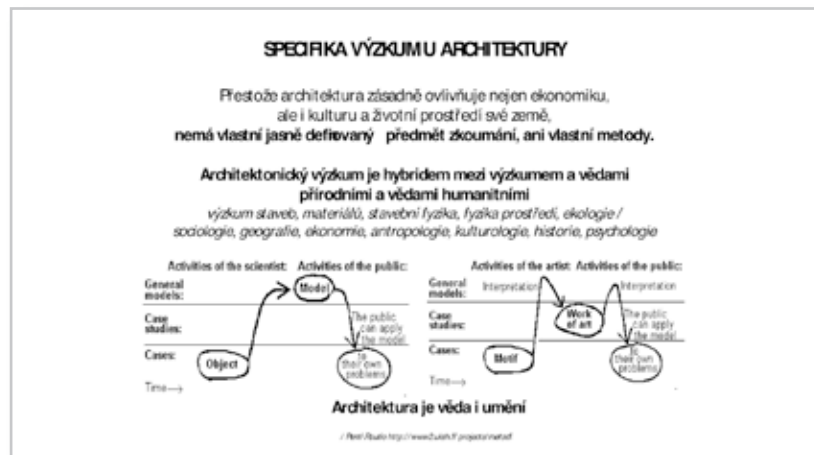 SPECIFIKA VÝZKUMU ARCHITEKTURY
Přestože architektura zásadně ovlivňuje nejen ekonomiku,
ale i kulturu a životní prostředí své země,
nemá vlastní jasně definovaný předmět zkoumání, ani vlastní metody.
Architektonický výzkum je hybridem mezi výzkumem a vědami
přírodními a vědami humanitními
výzkum staveb, materiálů, stavební fyzika, fyzika prostředí, ekologie /
sociologie, geografie, ekonomie, antropologie, kulturologie, historie, psychologie
Activities of the scientist: Activities of the public:
General models:
Model
Case studies:
The public
can apply
the model
Cases:
Object
to
their own
problems
Time→
Activities of the artist: Activities of the public:
General models:
Interpretation
Interpretation
Case studies:
Work
of art
The public
can apply
the model
Cases:
Motif
to
their own
problems
Time→
Architektura je věda i umění